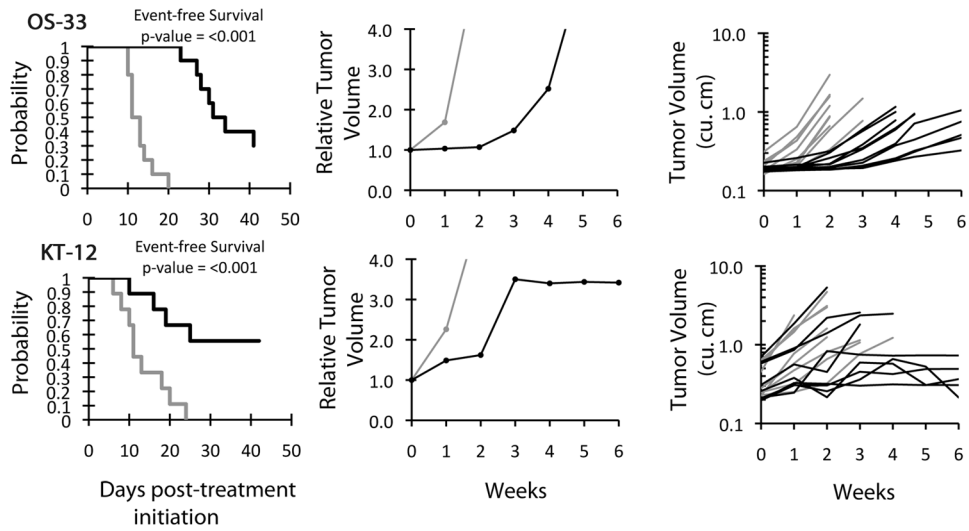 OS-33
Event-free Survival
p-value = <0.001
Probability
1
0.9
0.8
0.7
0.6
0.5
0.4
0.3
0.2
0.1
0
0 10 20 30 40 50
Relative Tumor
Volume
4.0
3.0
2.0
1.0
0.0
0 1 2 3 4 5 6
Tumor Volume
(cu. cm)
10.0
1.0
0.1
0 1 2 3 4 5 6
KT-12
Event-free Survival
p-value = <0.001
Probability
1
0.9
0.8
0.7
0.6
0.5
0.4
0.3
0.2
0.1
0
0 10 20 30 40 50
Days post-treatment
initiation
Relative Tumor
Volume
4.0
3.0
2.0
1.0
0.0
0 1 2 3 4 5 6
Weeks
Tumor Volume
(cu. cm)
10.0
1.0
0.1
0 1 2 3 4 5 6
Weeks